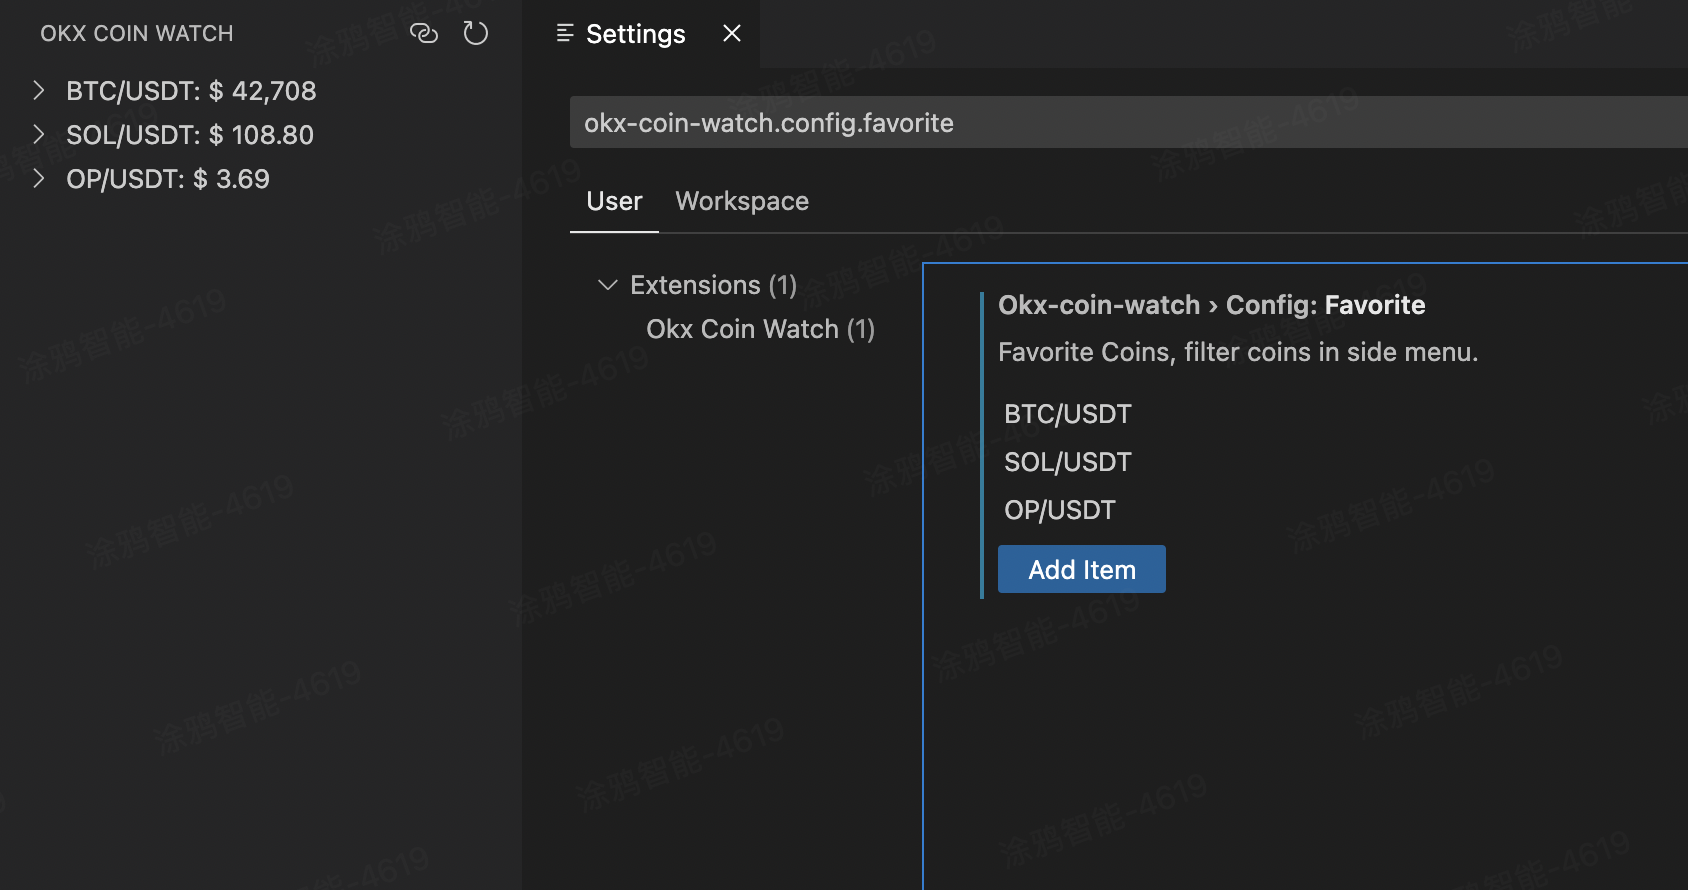 OKX COIN WATCH
BTC/USDT: $ 42,708
SOL/USDT: $ 108.80
OP/USDT: $ 3.69
Settings
okx-coin-watch.config.favorite
User
Workspace
Extensions (1)
Okx Coin Watch (1)
Okx-coin-watch › Config: Favorite
Favorite Coins, filter coins in side menu.
BTC/USDT
SOL/USDT
OP/USDT
Add Item
涂鸦智能-4619